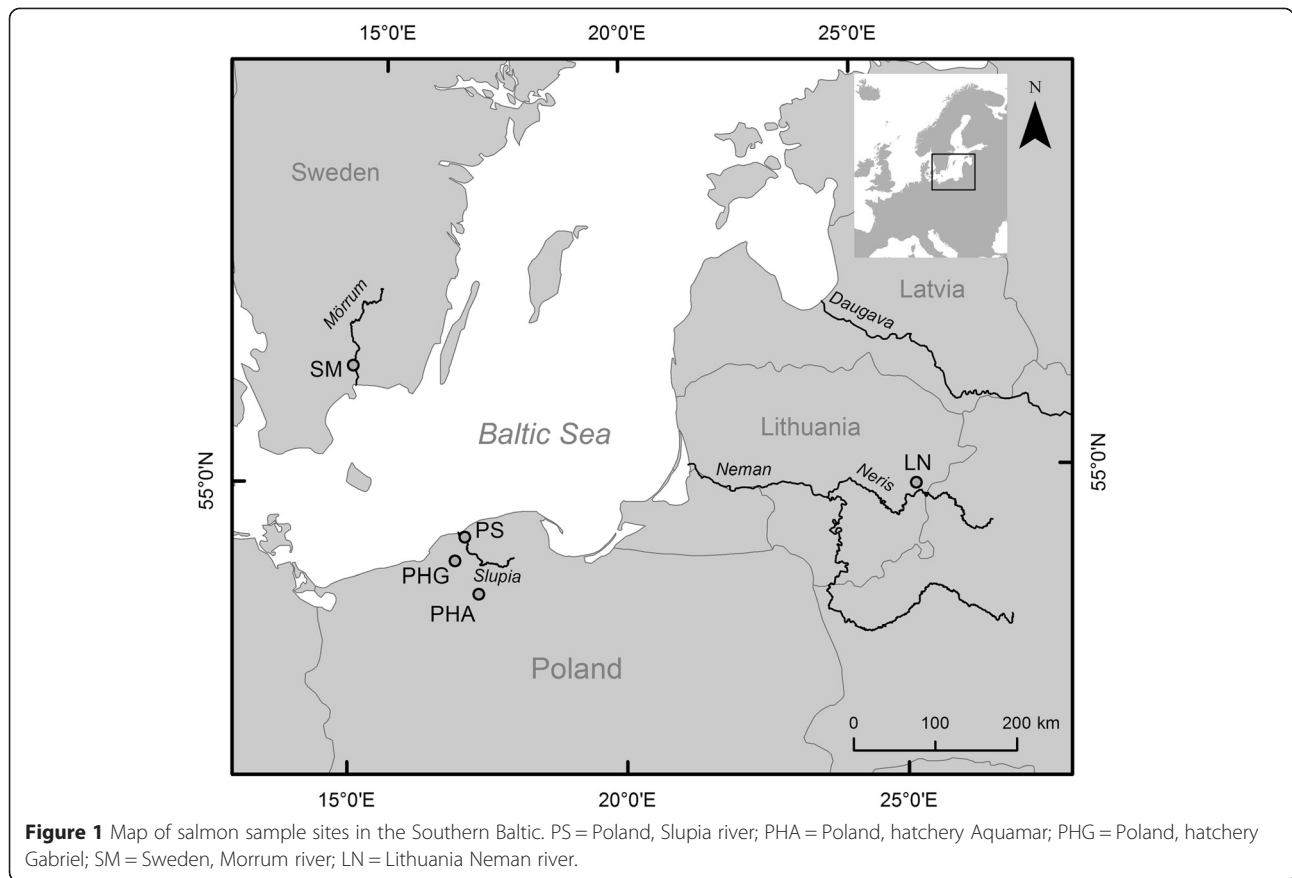 15°0'E 20°0'E 25°0'E
N
Sweden
Latvia
Mörrum
Daugava
SM
Baltic Sea
Lithuania
55°0'N
55°0'N
Neman
Neris
LN
PS
PHG
Slupia
PHA
Poland
0 100 200 km
15°0'E 20°0'E 25°0'E
Figure 1 Map of salmon sample sites in the Southern Baltic. PS = Poland, Slupia river; PHA = Poland, hatchery Aquamar; PHG = Poland, hatchery
Gabriel; SM = Sweden, Morrum river; LN = Lithuania Neman river.